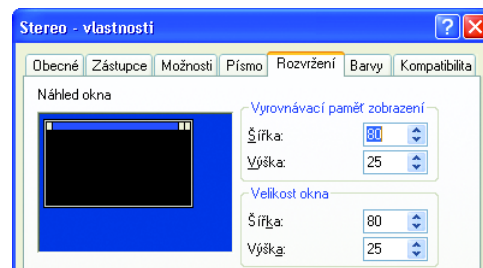 Stereo - vlastnosti
Obecné Zástupce Možnosti Písmo Rozvržení Barvy Kompatibilita
Náhled okna
Vyrovnávací paměť zobrazení
Šířka: 80
Výška: 25
Velikost okna
Šířka: 80
Výška: 25